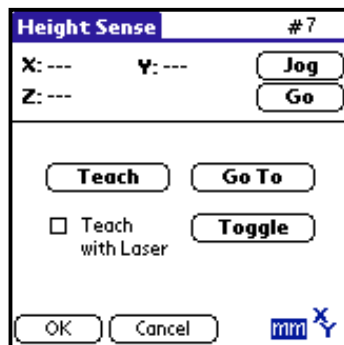 Height Sense #7
X: --- Y: --- Jog
Z: --- Go
Teach Go To
Teach with Laser Toggle
OK Cancel mm X Y